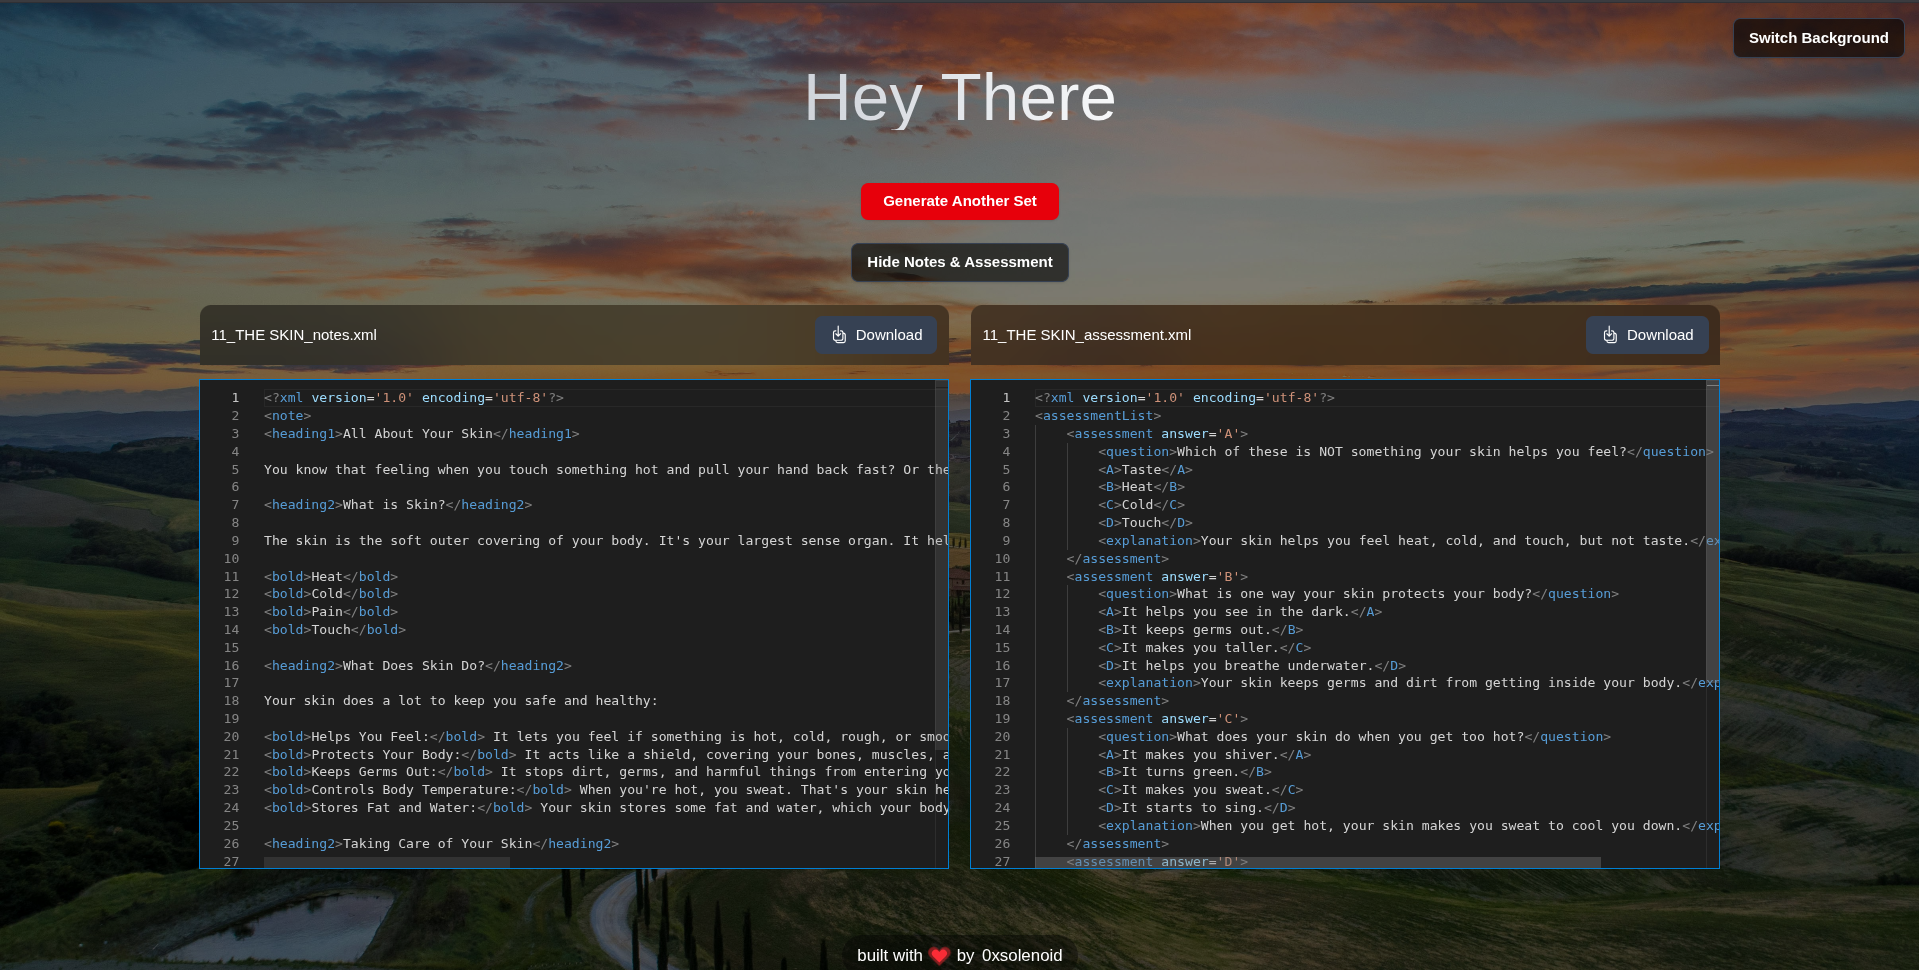 Switch Background
Hey There
Generate Another Set
Hide Notes & Assessment
11_THE SKIN_notes.xml
Download
1 <?xml version='1.0' encoding='utf-8'?>
2 <note>
3 <heading1>All About Your Skin</heading1>
4
5 You know that feeling when you touch something hot and pull your hand back fast? Or the
6
7 <heading2>What is Skin?</heading2>
8
9 The skin is the soft outer covering of your body. It's your largest sense organ. It hel
10
11 <bold>Heat</bold>
12 <bold>Cold</bold>
13 <bold>Pain</bold>
14 <bold>Touch</bold>
15
16 <heading2>What Does Skin Do?</heading2>
17
18 Your skin does a lot to keep you safe and healthy:
19
20 <bold>Helps You Feel:</bold> It lets you feel if something is hot, cold, rough, or smoo
21 <bold>Protects Your Body:</bold> It acts like a shield, covering your bones, muscles, a
22 <bold>Keeps Germs Out:</bold> It stops dirt, germs, and harmful things from entering yo
23 <bold>Controls Body Temperature:</bold> When you're hot, you sweat. That's your skin he
24 <bold>Stores Fat and Water:</bold> Your skin stores some fat and water, which your body
25
26 <heading2>Taking Care of Your Skin</heading2>
27
11_THE SKIN_assessment.xml
Download
1 <?xml version='1.0' encoding='utf-8'?>
2 <assessmentList>
3 <assessment answer='A'>
4 <question>Which of these is NOT something your skin helps you feel?</question>
5 <A>Taste</A>
6 <B>Heat</B>
7 <C>Cold</C>
8 <D>Touch</D>
9 <explanation>Your skin helps you feel heat, cold, and touch, but not taste.</ex
10 </assessment>
11 <assessment answer='B'>
12 <question>What is one way your skin protects your body?</question>
13 <A>It helps you see in the dark.</A>
14 <B>It keeps germs out.</B>
15 <C>It makes you taller.</C>
16 <D>It helps you breathe underwater.</D>
17 <explanation>Your skin keeps germs and dirt from getting inside your body.</exp
18 </assessment>
19 <assessment answer='C'>
20 <question>What does your skin do when you get too hot?</question>
21 <A>It makes you shiver.</A>
22 <B>It turns green.</B>
23 <C>It makes you sweat.</C>
24 <D>It starts to sing.</D>
25 <explanation>When you get hot, your skin makes you sweat to cool you down.</exp
26 </assessment>
27 <assessment answer='D'>
built with ❤️ by 0xsolenoid